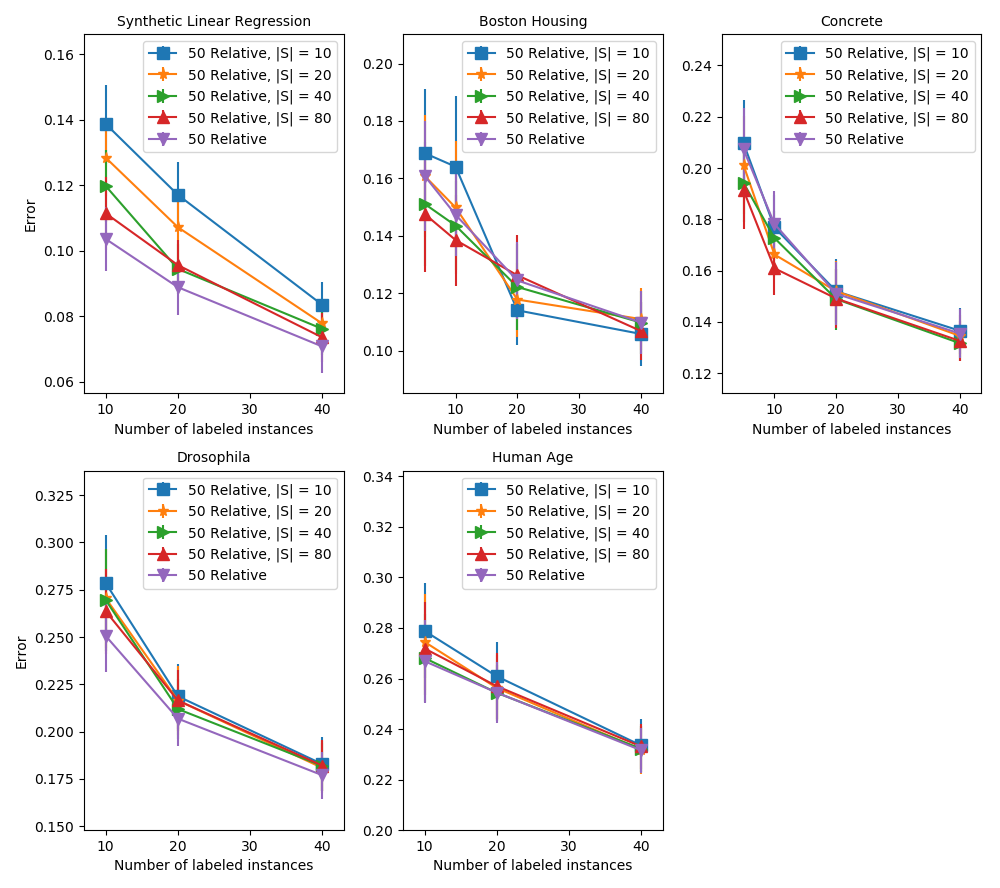 Synthetic Linear Regression
0.16
0.14
0.12
0.10
0.08
0.06
Error
10 20 30 40
Number of labeled instances
50 Relative, |S| = 10
50 Relative, |S| = 20
50 Relative, |S| = 40
50 Relative, |S| = 80
50 Relative
Boston Housing
0.20
0.18
0.16
0.14
0.12
0.10
10 20 30 40
Number of labeled instances
50 Relative, |S| = 10
50 Relative, |S| = 20
50 Relative, |S| = 40
50 Relative, |S| = 80
50 Relative
Concrete
0.24
0.22
0.20
0.18
0.16
0.14
0.12
10 20 30 40
Number of labeled instances
50 Relative, |S| = 10
50 Relative, |S| = 20
50 Relative, |S| = 40
50 Relative, |S| = 80
50 Relative
Drosophila
0.325
0.300
0.275
0.250
0.225
0.200
0.175
0.150
Error
10 20 30 40
Number of labeled instances
50 Relative, |S| = 10
50 Relative, |S| = 20
50 Relative, |S| = 40
50 Relative, |S| = 80
50 Relative
Human Age
0.34
0.32
0.30
0.28
0.26
0.24
0.22
0.20
10 20 30 40
Number of labeled instances
50 Relative, |S| = 10
50 Relative, |S| = 20
50 Relative, |S| = 40
50 Relative, |S| = 80
50 Relative